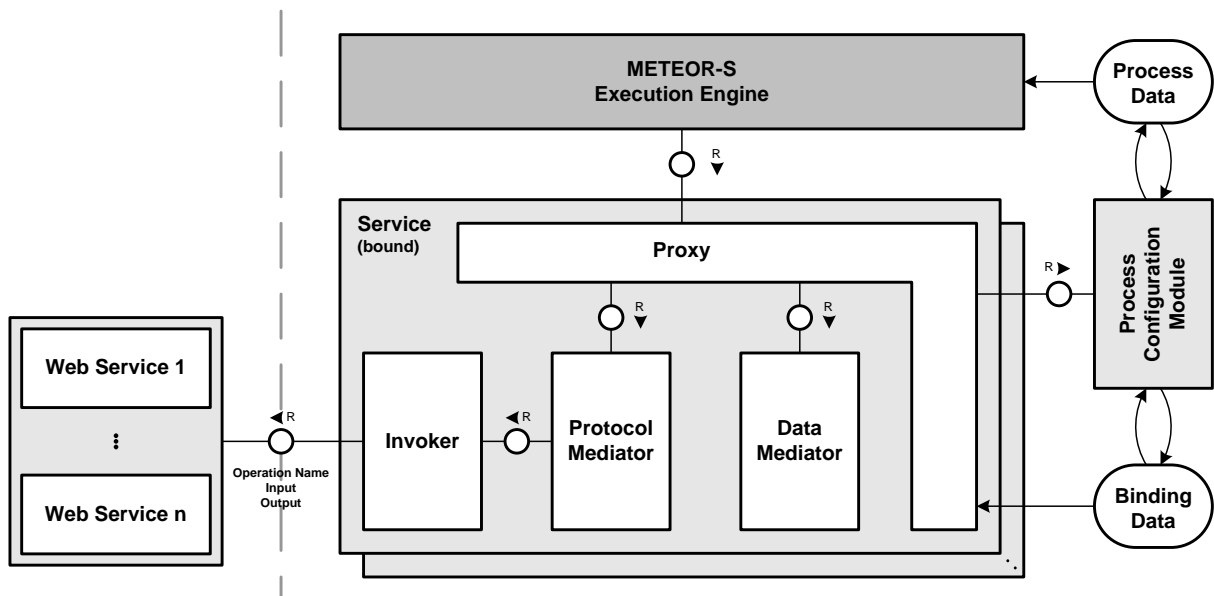 METEOR-S
Execution Engine
Process
Data
R
Service
(bound)
Proxy
R
Process
Configuration
Module
R
R
Web Service 1
Web Service n
R
Operation Name
Input
Output
Invoker
R
Protocol
Mediator
Data
Mediator
Binding
Data